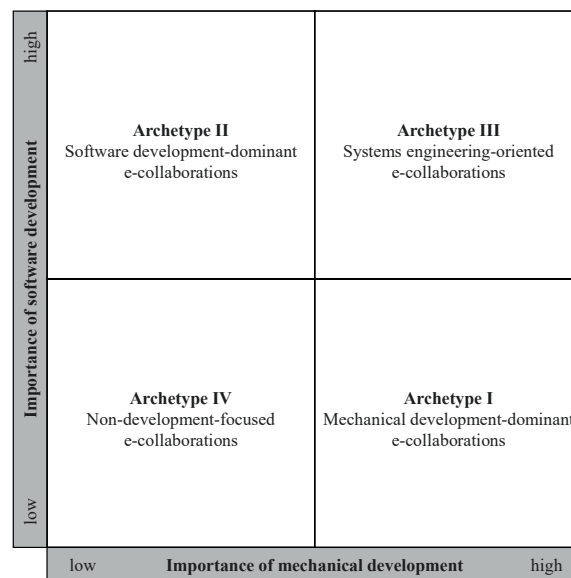 high
Importance of software development
low
Archetype II
Software development-dominant
e-collaborations
Archetype III
Systems engineering-oriented
e-collaborations
Archetype IV
Non-development-focused
e-collaborations
Archetype I
Mechanical development-dominant
e-collaborations
low
Importance of mechanical development
high